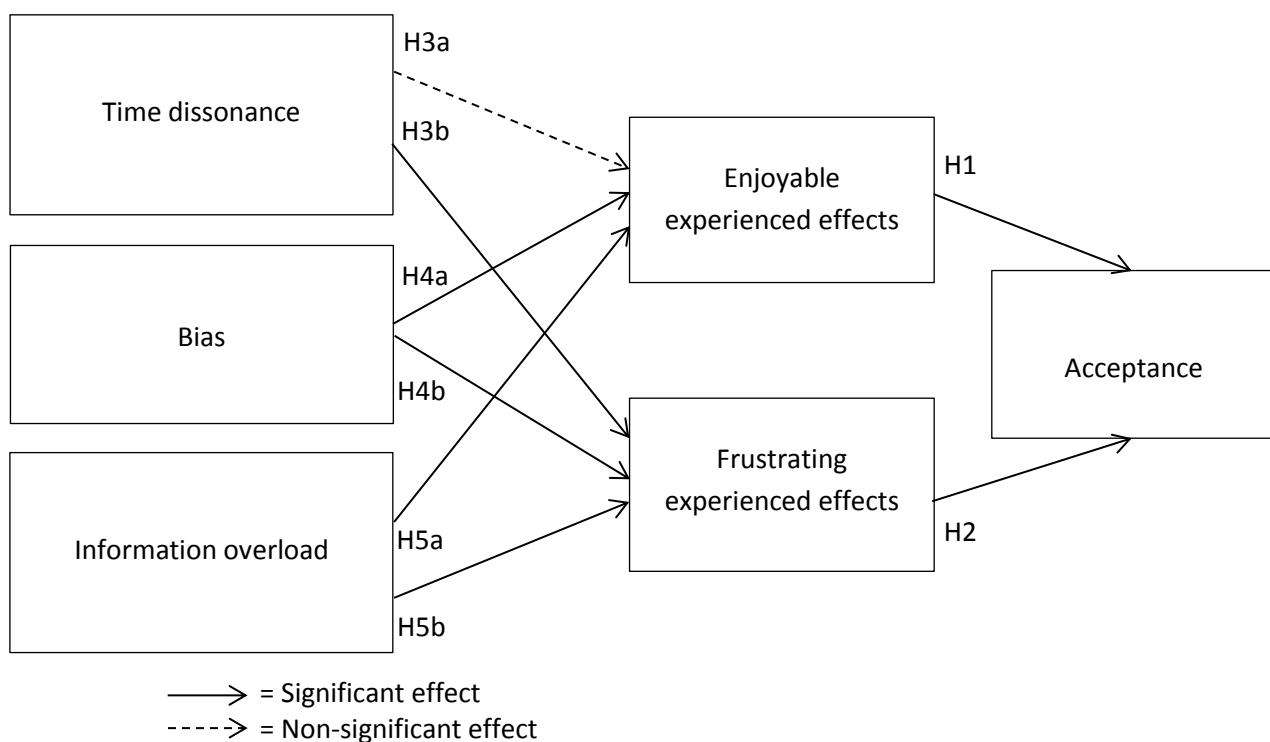 H3a
Time dissonance
H3b
Enjoyable
experienced effects
H1
H4a
Bias
H4b
Acceptance
Frustrating
experienced effects
H2
Information overload
H5a
H5b
= Significant effect
= Non-significant effect